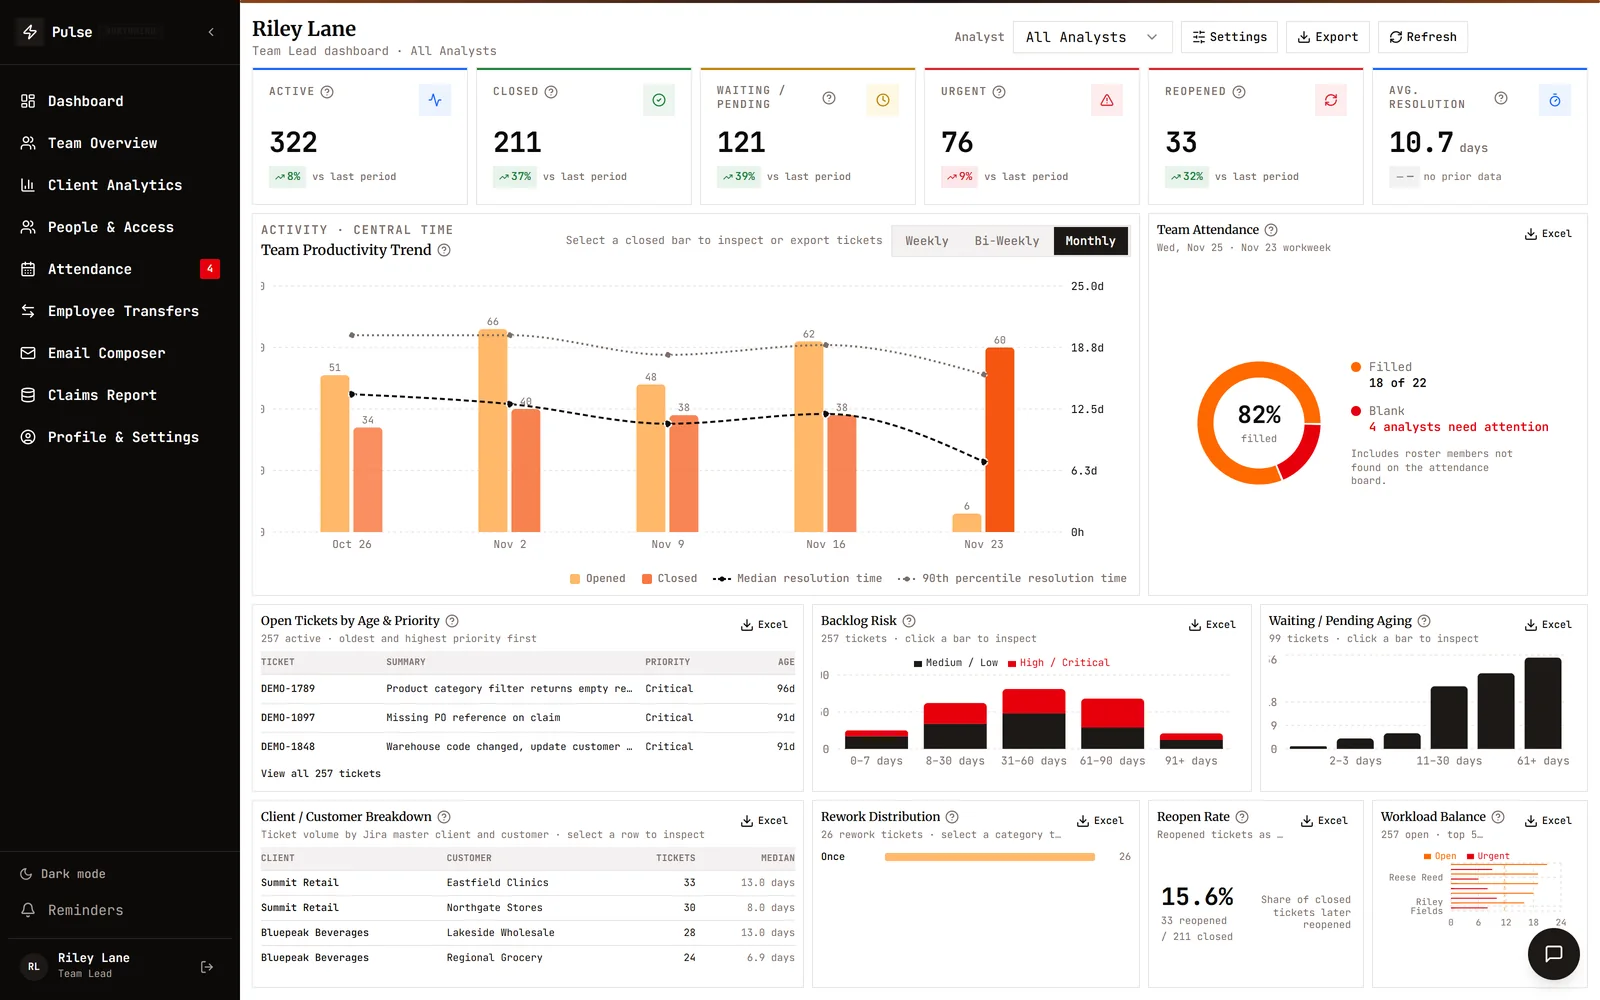 Pulse
Dashboard
Team Overview
Client Analytics
People & Access
Attendance 4
Employee Transfers
Email Composer
Claims Report
Profile & Settings
Dark mode
Reminders
RL Riley Lane
Team Lead
Riley Lane
Team Lead dashboard · All Analysts
Analyst All Analysts Settings Export Refresh
ACTIVE
322
8% vs last period
CLOSED
211
37% vs last period
WAITING /
PENDING
121
39% vs last period
URGENT
76
9% vs last period
REOPENED
33
32% vs last period
AVG.
RESOLUTION
10.7 days
—— no prior data
ACTIVITY · CENTRAL TIME
Team Productivity Trend
Select a closed bar to inspect or export tickets
Weekly Bi-Weekly Monthly
25.0d
18.8d
12.5d
6.3d
0h
51 34
66 40
48 38
62 38
6 60
Oct 26 Nov 2 Nov 9 Nov 16 Nov 23
Opened Closed Median resolution time 90th percentile resolution time
Team Attendance
Wed, Nov 25 · Nov 23 workweek
Excel
82%
filled
Filled
18 of 22
Blank
4 analysts need attention
Includes roster members not
found on the attendance
board.
Open Tickets by Age & Priority
257 active · oldest and highest priority first
Excel
TICKET SUMMARY PRIORITY AGE
DEMO-1789 Product category filter returns empty re… Critical 96d
DEMO-1097 Missing PO reference on claim Critical 91d
DEMO-1848 Warehouse code changed, update customer … Critical 91d
View all 257 tickets
Backlog Risk
257 tickets · click a bar to inspect
Excel
Medium / Low High / Critical
0
0-7 days 8-30 days 31-60 days 61-90 days 91+ days
Waiting / Pending Aging
99 tickets · click a bar to inspect
Excel
9
0
2-3 days 11-30 days 61+ days
Client / Customer Breakdown
Ticket volume by Jira master client and customer · select a row to inspect
Excel
CLIENT CUSTOMER TICKETS MEDIAN
Summit Retail Eastfield Clinics 33 13.0 days
Summit Retail Northgate Stores 30 8.0 days
Bluepeak Beverages Lakeside Wholesale 28 13.0 days
Bluepeak Beverages Regional Grocery 24 6.9 days
Rework Distribution
26 rework tickets · select a category t…
Excel
Once 26
Reopen Rate
Reopened tickets as …
Excel
15.6%
33 reopened
/ 211 closed
Share of closed
tickets later
reopened
Workload Balance
257 open · top 5…
Excel
Open Urgent
Reese Reed
Riley
Fields
0 6 12 18 24